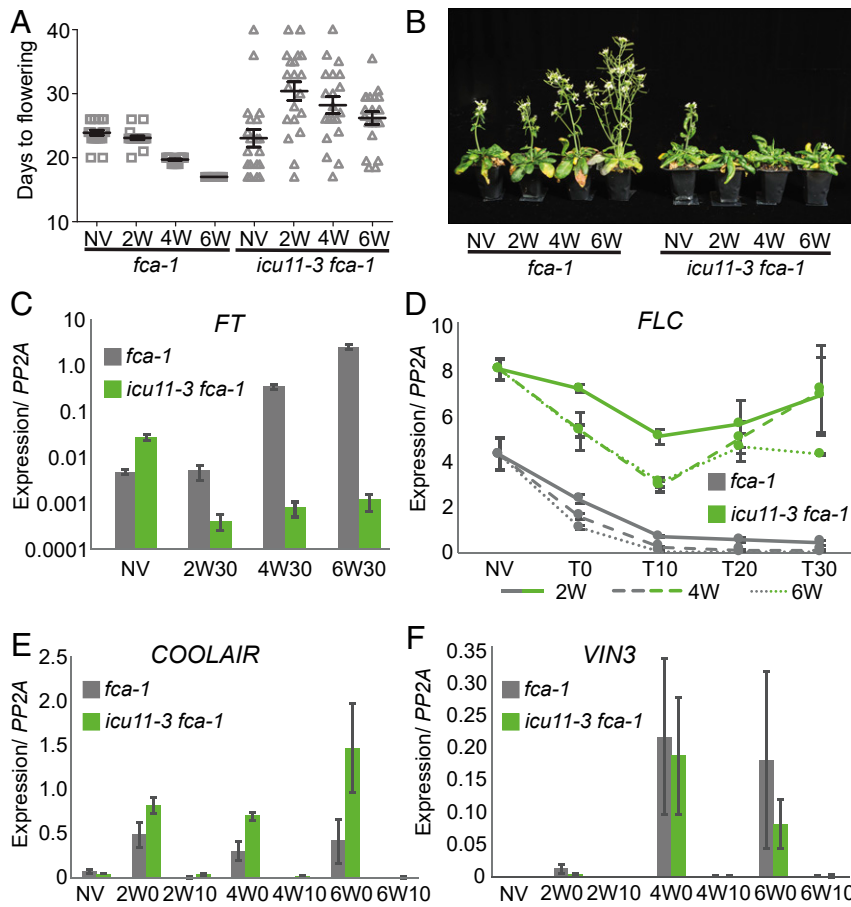 A
Days to flowering
40
30
20
10
NV 2W 4W 6W NV 2W 4W 6W
fca-1 icu11-3 fca-1
B
NV 2W 4W 6W NV 2W 4W 6W
fca-1 icu11-3 fca-1
C
FT
Expression/ PP2A
10
1.0
0.1
0.01
0.001
0.0001
fca-1
icu11-3 fca-1
NV 2W30 4W30 6W30
D
FLC
Expression/ PP2A
10
8
6
4
2
0
fca-1
icu11-3 fca-1
NV T0 T10 T20 T30
2W 4W 6W
E
COOLAIR
Expression/ PP2A
2.5
2.0
1.5
1.0
0.5
0
fca-1
icu11-3 fca-1
NV 2W0 2W10 4W0 4W10 6W0 6W10
F
VIN3
Expression/ PP2A
0.35
0.30
0.25
0.20
0.15
0.10
0.05
0
fca-1
icu11-3 fca-1
NV 2W0 2W10 4W0 4W10 6W0 6W10